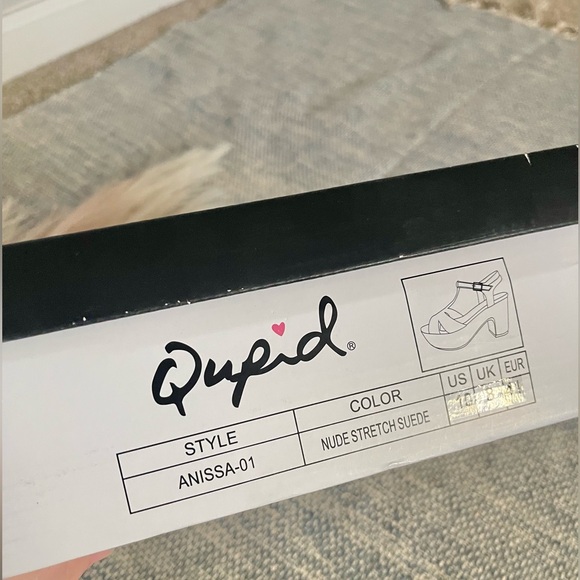 Qupid®
STYLE COLOR US UK EUR
ANISSA-01 NUDE STRETCH SUEDE